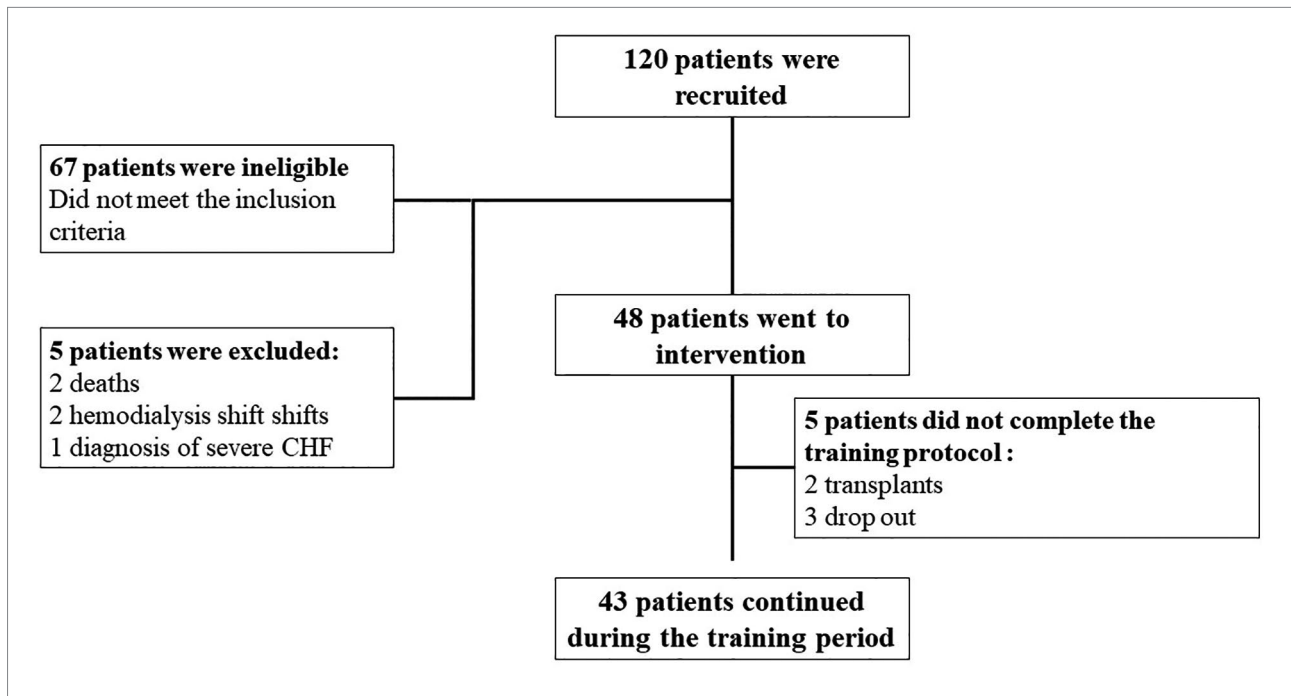 120 patients were
recruited
67 patients were ineligible
Did not meet the inclusion
criteria
48 patients went to
intervention
5 patients were excluded:
2 deaths
2 hemodialysis shift shifts
1 diagnosis of severe CHF
5 patients did not complete the
training protocol :
2 transplants
3 drop out
43 patients continued
during the training period